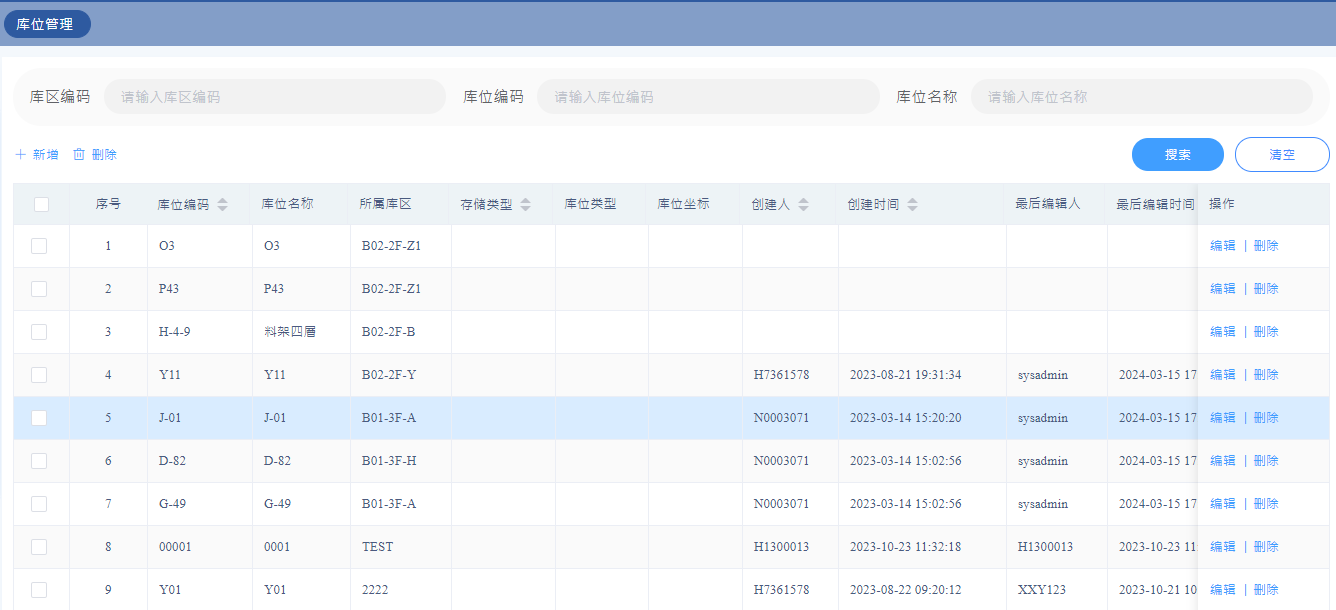 库位管理
库区编码 请输入库区编码 库位编码 请输入库位编码 库位名称 请输入库位名称
+ 新增 删除 搜索 清空
序号 库位编码 库位名称 所属库区 存储类型 库位类型 库位坐标 创建人 创建时间 最后编辑人 最后编辑时间 操作
1 O3 O3 B02-2F-Z1 编辑 | 删除
2 P43 P43 B02-2F-Z1 编辑 | 删除
3 H-4-9 料架四層 B02-2F-B 编辑 | 删除
4 Y11 Y11 B02-2F-Y H7361578 2023-08-21 19:31:34 sysadmin 2024-03-15 17 编辑 | 删除
5 J-01 J-01 B01-3F-A N0003071 2023-03-14 15:20:20 sysadmin 2024-03-15 17 编辑 | 删除
6 D-82 D-82 B01-3F-H N0003071 2023-03-14 15:02:56 sysadmin 2024-03-15 17 编辑 | 删除
7 G-49 G-49 B01-3F-A N0003071 2023-03-14 15:02:56 sysadmin 2024-03-15 17 编辑 | 删除
8 00001 0001 TEST H1300013 2023-10-23 11:32:18 H1300013 2023-10-23 11: 编辑 | 删除
9 Y01 Y01 2222 H7361578 2023-08-22 09:20:12 XXY123 2023-10-21 10 编辑 | 删除